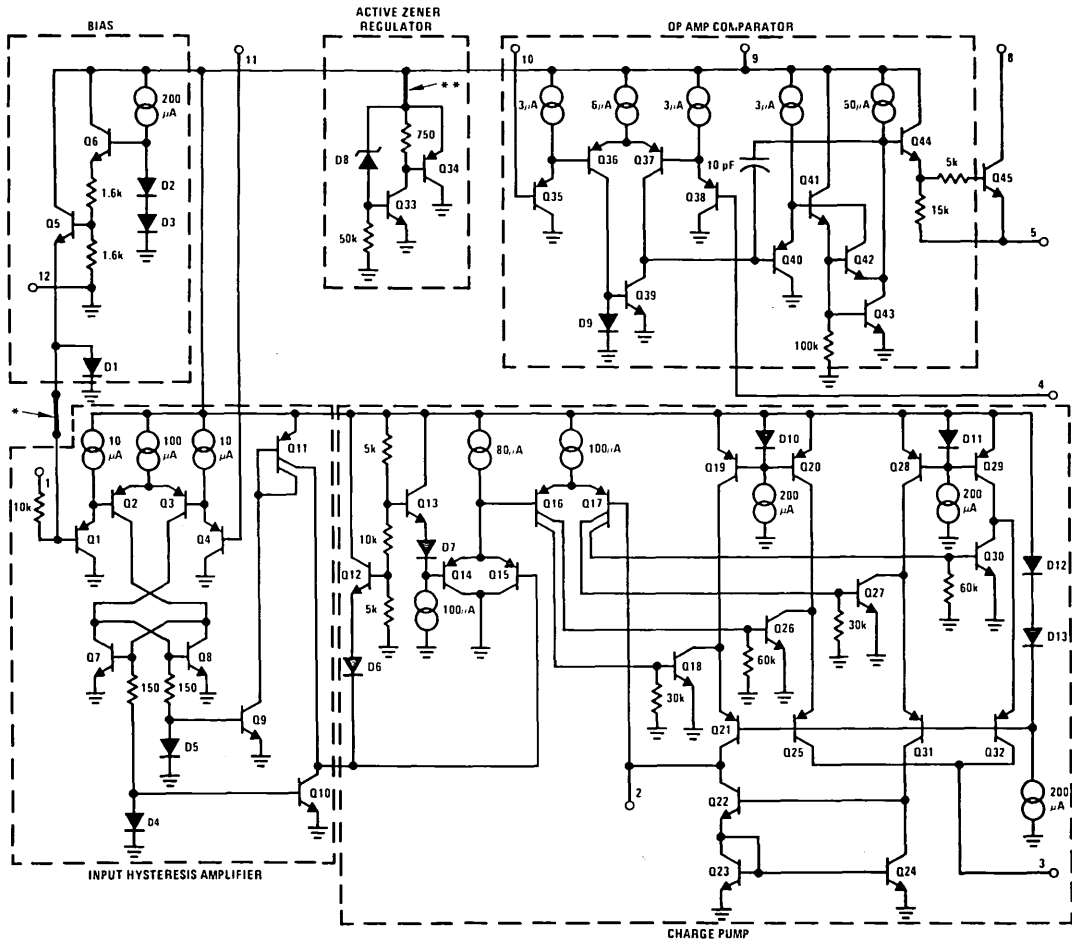 BIAS
ACTIVE ZENER
REGULATOR
OP AMP COMPARATOR
11
10
9
8
200
μA
**
3μA
6μA
3μA
3μA
50μA
Q6
750
Q44
D8
Q34
Q36
Q37
10 pF
5k
1.6k
D2
Q35
Q38
Q41
Q45
Q5
D3
Q33
15k
1.6k
50k
5
12
Q40
Q42
Q39
D9
Q43
D1
100k
*
4
10
μA
100
μA
10
μA
Q11
5k
80μA
100μA
D10
D11
1
Q19
Q20
Q28
Q29
10k
Q2
Q3
Q13
Q16
Q17
200
μA
200
μA
Q1
Q4
10k
D7
Q30
Q12
Q14
Q15
D12
5k
100μA
Q27
60k
Q7
Q8
Q26
30k
D13
D6
Q18
150
150
60k
30k
Q9
Q21
Q25
Q31
Q32
D5
2
Q10
Q22
200
μA
D4
3
Q23
Q24
INPUT HYSTERESIS AMPLIFIER
CHARGE PUMP